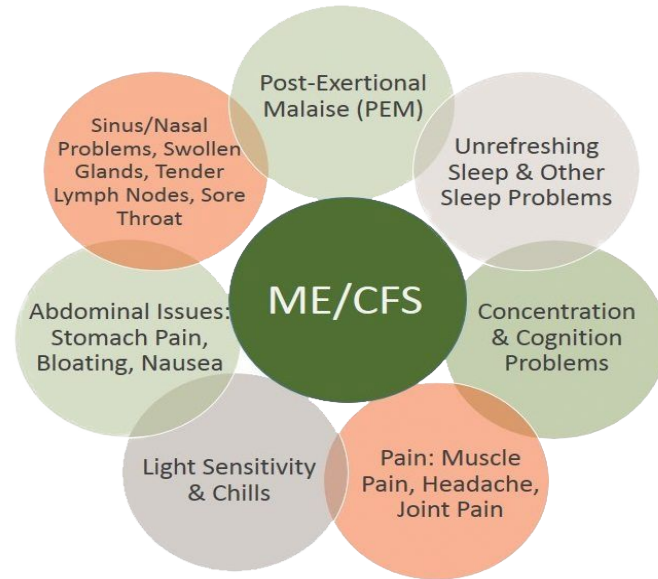 Post-Exertional
Malaise (PEM)
Unrefreshing
Sleep & Other
Sleep Problems
Concentration
& Cognition
Problems
Pain: Muscle
Pain, Headache,
Joint Pain
Light Sensitivity
& Chills
Abdominal Issues:
Stomach Pain,
Bloating, Nausea
Sinus/Nasal
Problems, Swollen
Glands, Tender
Lymph Nodes, Sore
Throat
ME/CFS